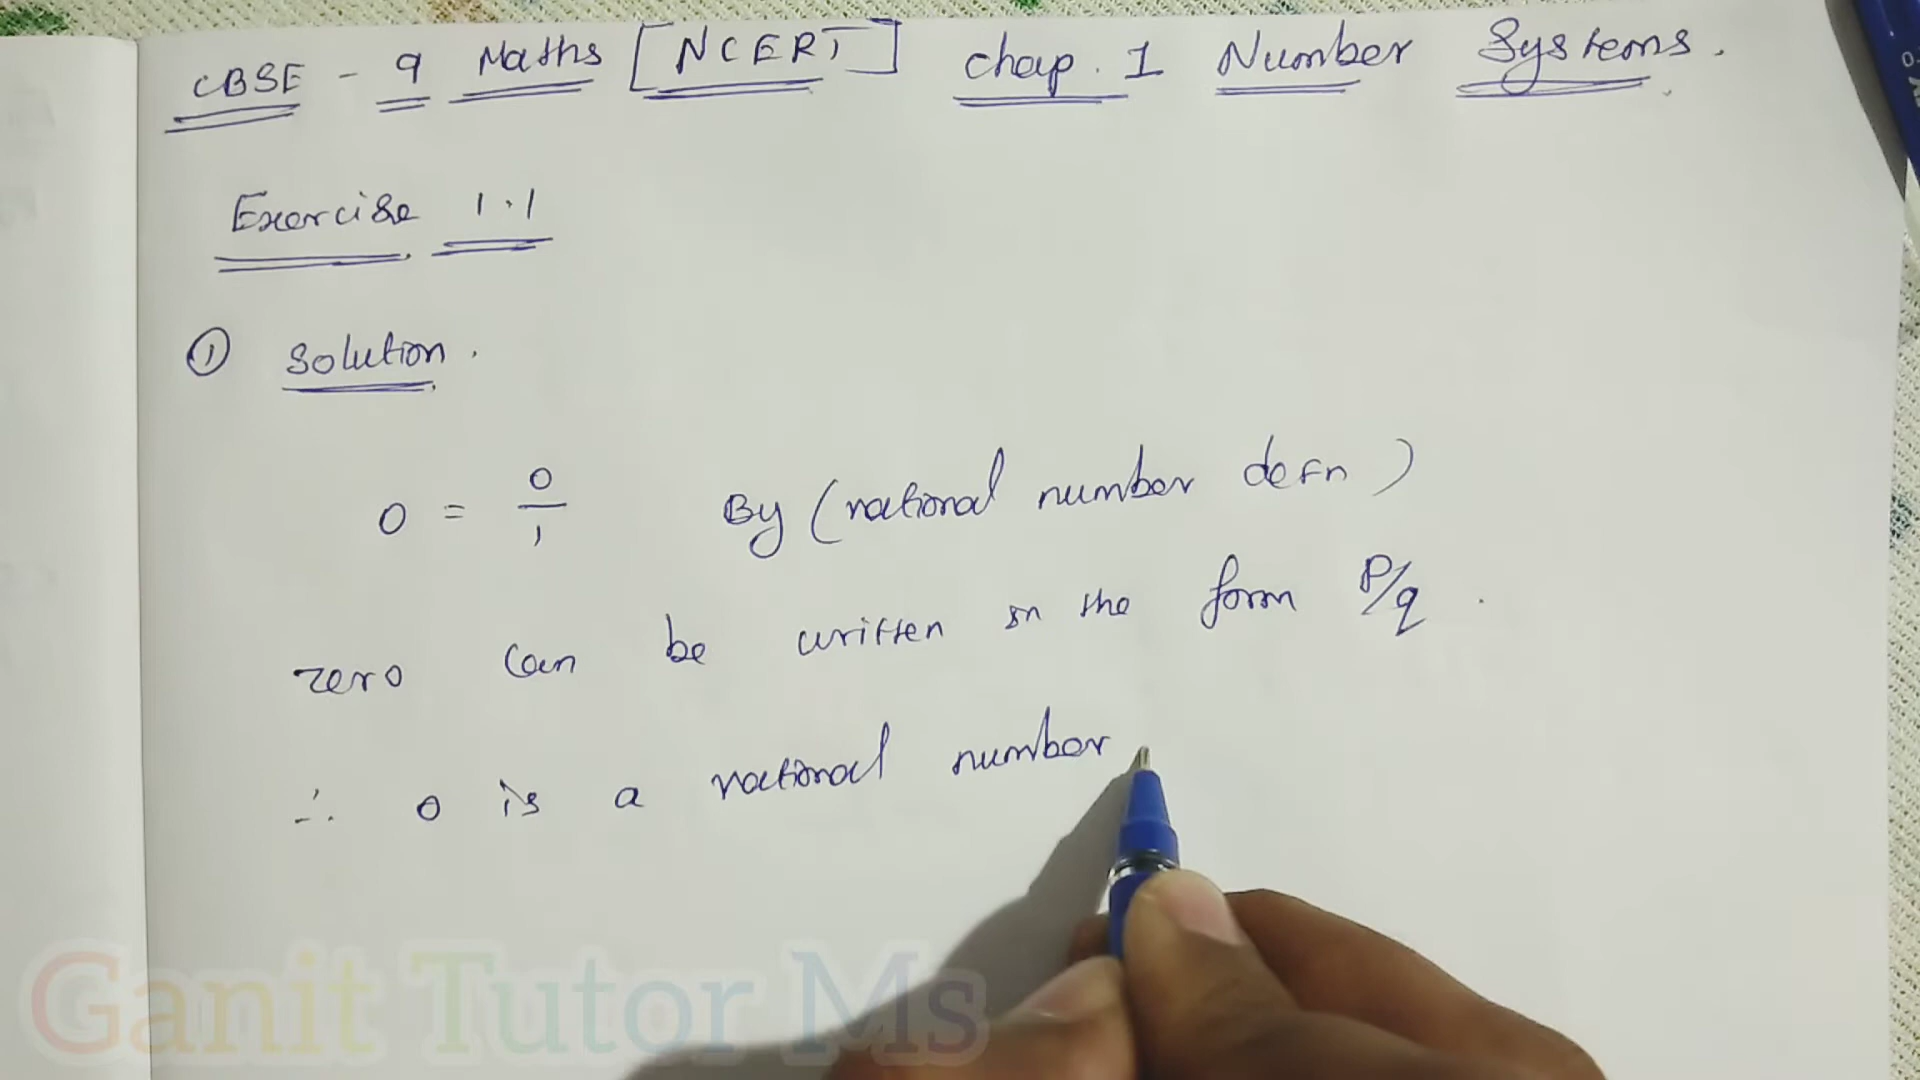 CBSE - 9 Maths [NCERT] Chap. 1 Number Systems.
Exercise 1.1
① Solution.
0 = 0/1 By (rational number defn)
zero can be written in the form P/q.
∴ 0 is a rational number
Ganit Tutor Ms